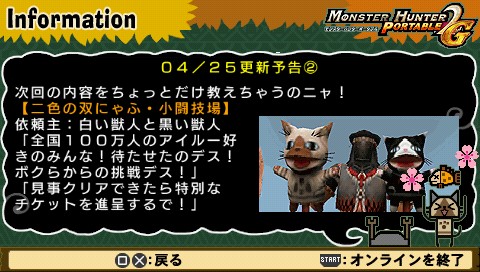 Information
MONSTER HUNTER
PORTABLE 2nd G
04/25更新予告②
次回の内容をちょっとだけ教えちゃうのニャ！
【二色の双にゃふ・小闘技場】
依頼主：白い獣人と黒い獣人
「全国１００万人のアイルー好
きのみんな！待たせたのデス！
ボクらからの挑戦デス！」
「見事クリアできたら特別な
チケットを進呈するで！」
□×:戻る
START:オンラインを終了